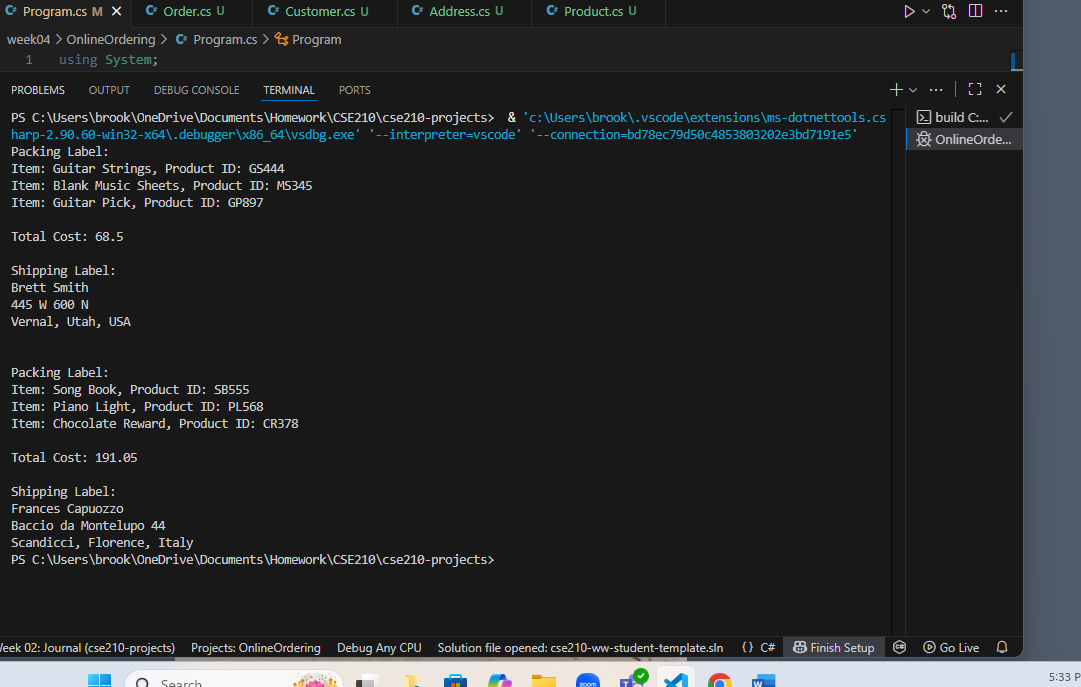 Program.cs M
Order.cs U
Customer.cs U
Address.cs U
Product.cs U
week04 > OnlineOrdering > Program.cs > Program
1 using System;
PROBLEMS OUTPUT DEBUG CONSOLE TERMINAL PORTS
PS C:\Users\brook\OneDrive\Documents\Homework\CSE210\cse210-projects> & 'c:\Users\brook\.vscode\extensions\ms-dotnettools.cs
harp-2.90.60-win32-x64\.debugger\x86_64\vsdbg.exe' '--interpreter=vscode' '--connection=bd78ec79d50c4853803202e3bd7191e5'
Packing Label:
Item: Guitar Strings, Product ID: GS444
Item: Blank Music Sheets, Product ID: MS345
Item: Guitar Pick, Product ID: GP897
Total Cost: 68.5
Shipping Label:
Brett Smith
445 W 600 N
Vernal, Utah, USA
Packing Label:
Item: Song Book, Product ID: SB555
Item: Piano Light, Product ID: PL568
Item: Chocolate Reward, Product ID: CR378
Total Cost: 191.05
Shipping Label:
Frances Capuozzo
Baccio da Montelupo 44
Scandicci, Florence, Italy
PS C:\Users\brook\OneDrive\Documents\Homework\CSE210\cse210-projects>
build C:...
OnlineOrde...
Week 02: Journal (cse210-projects) Projects: OnlineOrdering Debug Any CPU Solution file opened: cse210-ww-student-template.sln {} C# Finish Setup Go Live
Search
zoom
5:33 P